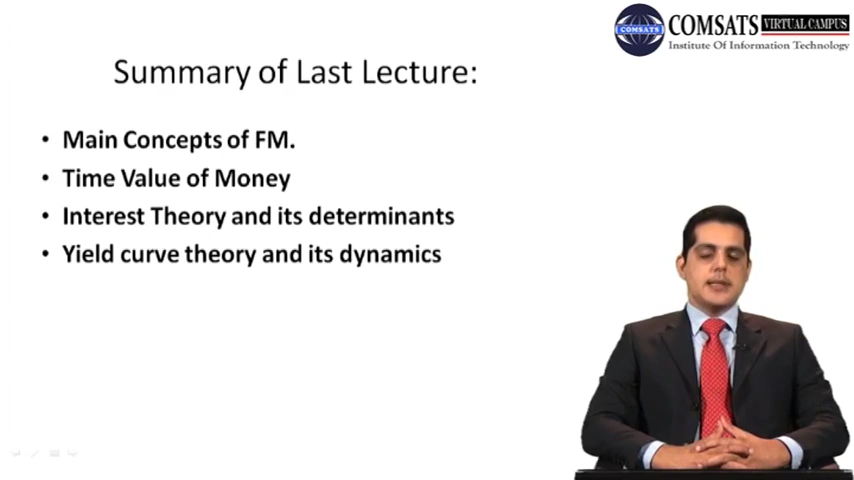 COMSATS VIRTUAL CAMPUS
COMSATS
Institute Of Information Technology
Summary of Last Lecture:
• Main Concepts of FM.
• Time Value of Money
• Interest Theory and its determinants
• Yield curve theory and its dynamics